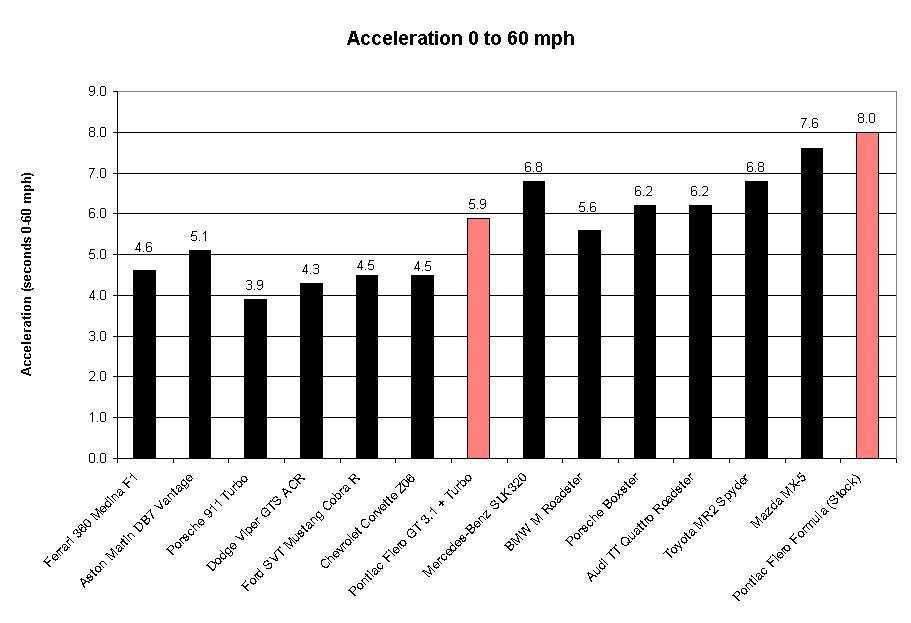 Acceleration 0 to 60 mph
Acceleration (seconds 0-60 mph)
9.0
8.0
7.0
6.0
5.0
4.0
3.0
2.0
1.0
0.0
4.6
5.1
3.9
4.3
4.5
4.5
5.9
6.8
5.6
6.2
6.2
6.8
7.6
8.0
Ferrari 360 Medina F1
Aston Martin DB7 Vantage
Porsche 911 Turbo
Dodge Viper GTS ACR
Ford SVT Mustang Cobra R
Chevrolet Corvette Z06
Pontiac Fiero GT 3.1 + Turbo
Mercedes-Benz SLK320
BMW M Roadster
Porsche Boxster
Audi TT Quattro Roadster
Toyota MR2 Spyder
Mazda MX-5
Pontiac Fiero Formula (Stock)